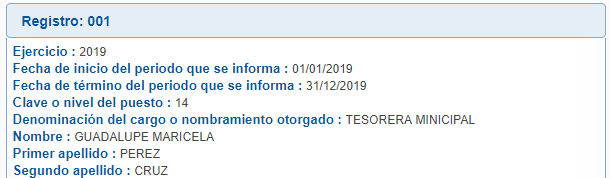 Registro: 001
Ejercicio : 2019
Fecha de inicio del periodo que se informa : 01/01/2019
Fecha de término del periodo que se informa : 31/12/2019
Clave o nivel del puesto : 14
Denominación del cargo o nombramiento otorgado : TESORERA MINICIPAL
Nombre : GUADALUPE MARICELA
Primer apellido : PEREZ
Segundo apellido : CRUZ